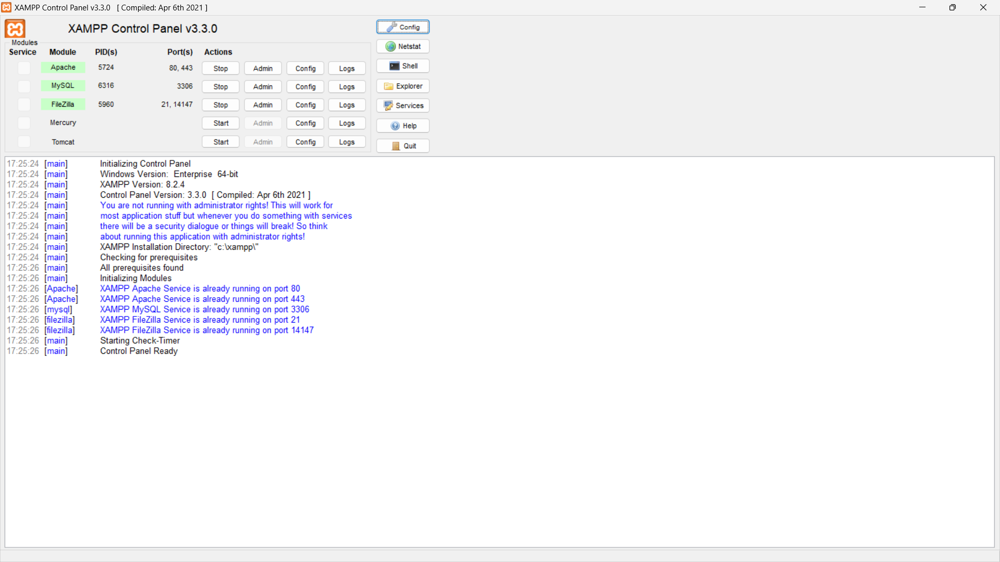 XAMPP Control Panel v3.3.0 [ Compiled: Apr 6th 2021 ]
XAMPP Control Panel v3.3.0
Config
Netstat
Shell
Explorer
Services
Help
Quit
Modules
Service Module PID(s) Port(s) Actions
Apache 5724 80, 443 Stop Admin Config Logs
MySQL 6316 3306 Stop Admin Config Logs
FileZilla 5960 21, 14147 Stop Admin Config Logs
Mercury Start Admin Config Logs
Tomcat Start Admin Config Logs
17:25:24 [main] Initializing Control Panel
17:25:24 [main] Windows Version: Enterprise 64-bit
17:25:24 [main] XAMPP Version: 8.2.4
17:25:24 [main] Control Panel Version: 3.3.0 [ Compiled: Apr 6th 2021 ]
17:25:24 [main] You are not running with administrator rights! This will work for
17:25:24 [main] most application stuff but whenever you do something with services
17:25:24 [main] there will be a security dialogue or things will break! So think
17:25:24 [main] about running this application with administrator rights!
17:25:24 [main] XAMPP Installation Directory: "c:\xampp\"
17:25:24 [main] Checking for prerequisites
17:25:26 [main] All prerequisites found
17:25:26 [main] Initializing Modules
17:25:26 [Apache] XAMPP Apache Service is already running on port 80
17:25:26 [Apache] XAMPP Apache Service is already running on port 443
17:25:26 [mysql] XAMPP MySQL Service is already running on port 3306
17:25:26 [filezilla] XAMPP FileZilla Service is already running on port 21
17:25:26 [filezilla] XAMPP FileZilla Service is already running on port 14147
17:25:26 [main] Starting Check-Timer
17:25:26 [main] Control Panel Ready